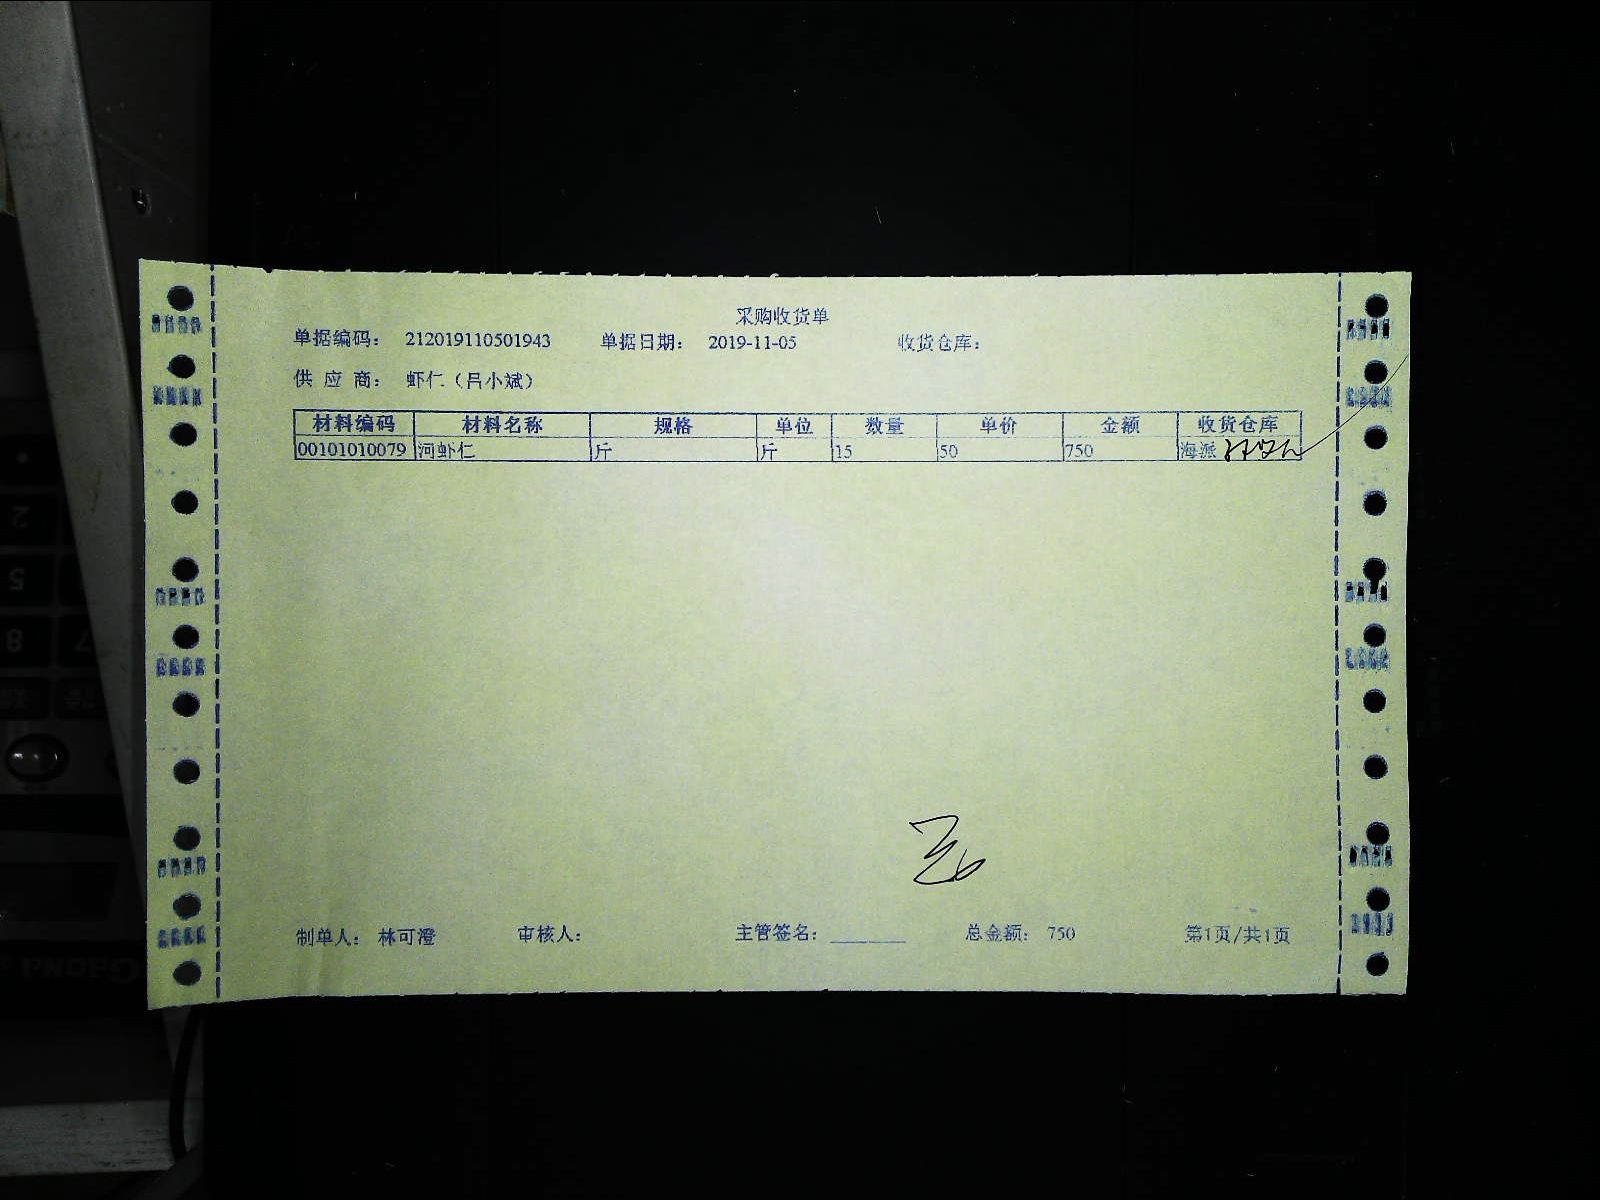 采购收货单
单据编码： 212019110501943 单据日期： 2019-11-05 收货仓库：
供 应 商： 虾仁（吕小斌）
材料编码 材料名称 规格 单位 数量 单价 金额 收货仓库
00101010079 河虾仁 斤 斤 15 50 750 海派
制单人： 林可澄 审核人： 主管签名： 总金额： 750 第1页/共1页